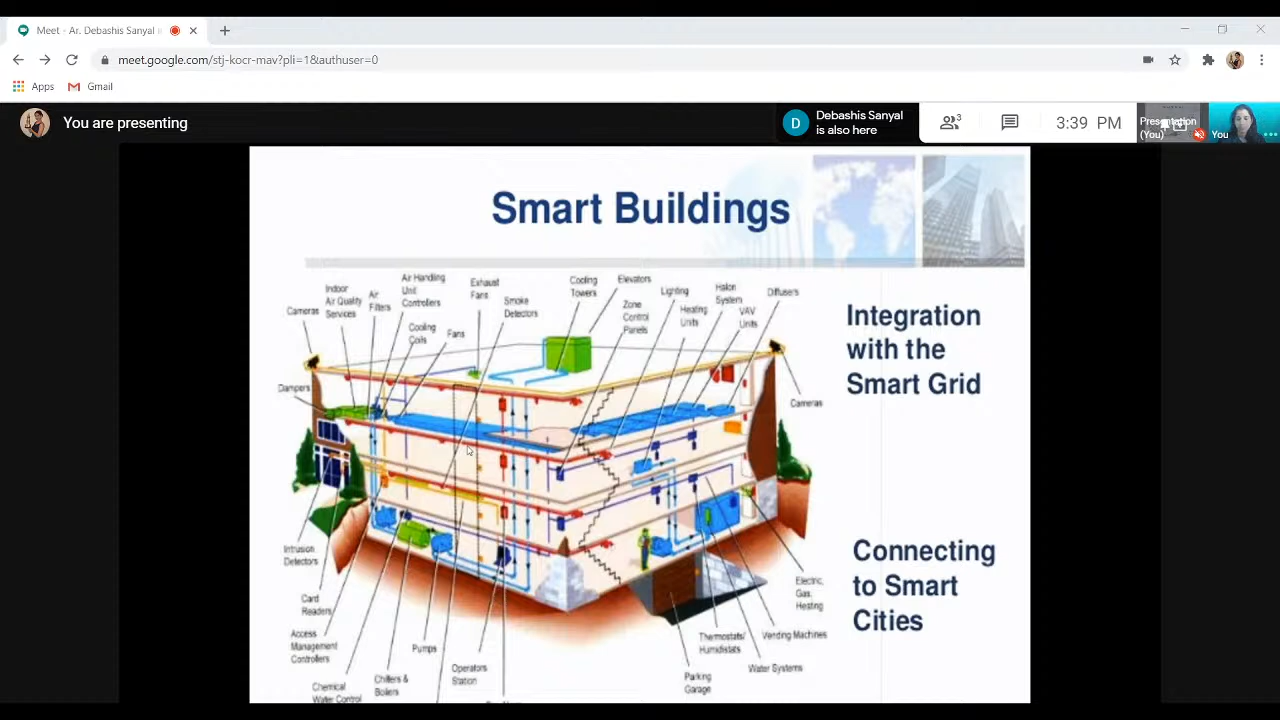 Meet - Ar. Debashis Sanyal i
meet.google.com/stj-kocr-mav?pli=1&authuser=0
Apps
Gmail
You are presenting
D
Debashis Sanyal
is also here
3
3:39 PM
Presentation
(You)
You
Smart Buildings
Integration
with the
Smart Grid
Connecting
to Smart
Cities
Cameras
Indoor
Air Quality
Services
Air
Filters
Air Handling
Unit
Controllers
Cooling
Coils
Fans
Exhaust
Fans
Smoke
Detectors
Cooling
Towers
Elevators
Zone
Control
Panels
Lighting
Heating
Units
Halon
System
VAV
Units
Diffusers
Dampers
Cameras
Intrusion
Detectors
Card
Readers
Access
Management
Controllers
Chemical
Water Control
Chillers &
Boilers
Pumps
Operators
Station
Parking
Garage
Thermostats/
Humidistats
Water Systems
Vending Machines
Electric,
Gas,
Heating